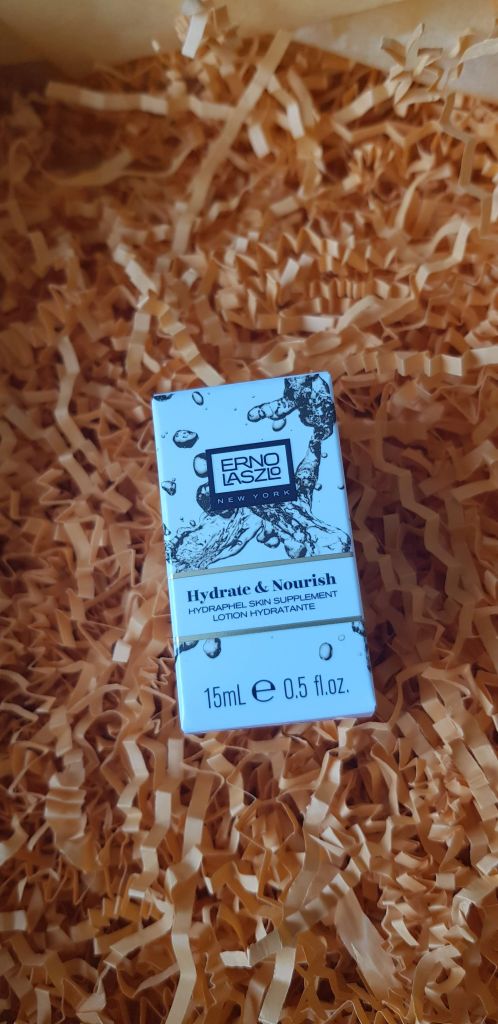 ERNO
LASZLO
NEW YORK
Hydrate & Nourish
HYDRAPHEL SKIN SUPPLEMENT
LOTION HYDRATANTE
15mL ℮ 0.5 fl.oz.